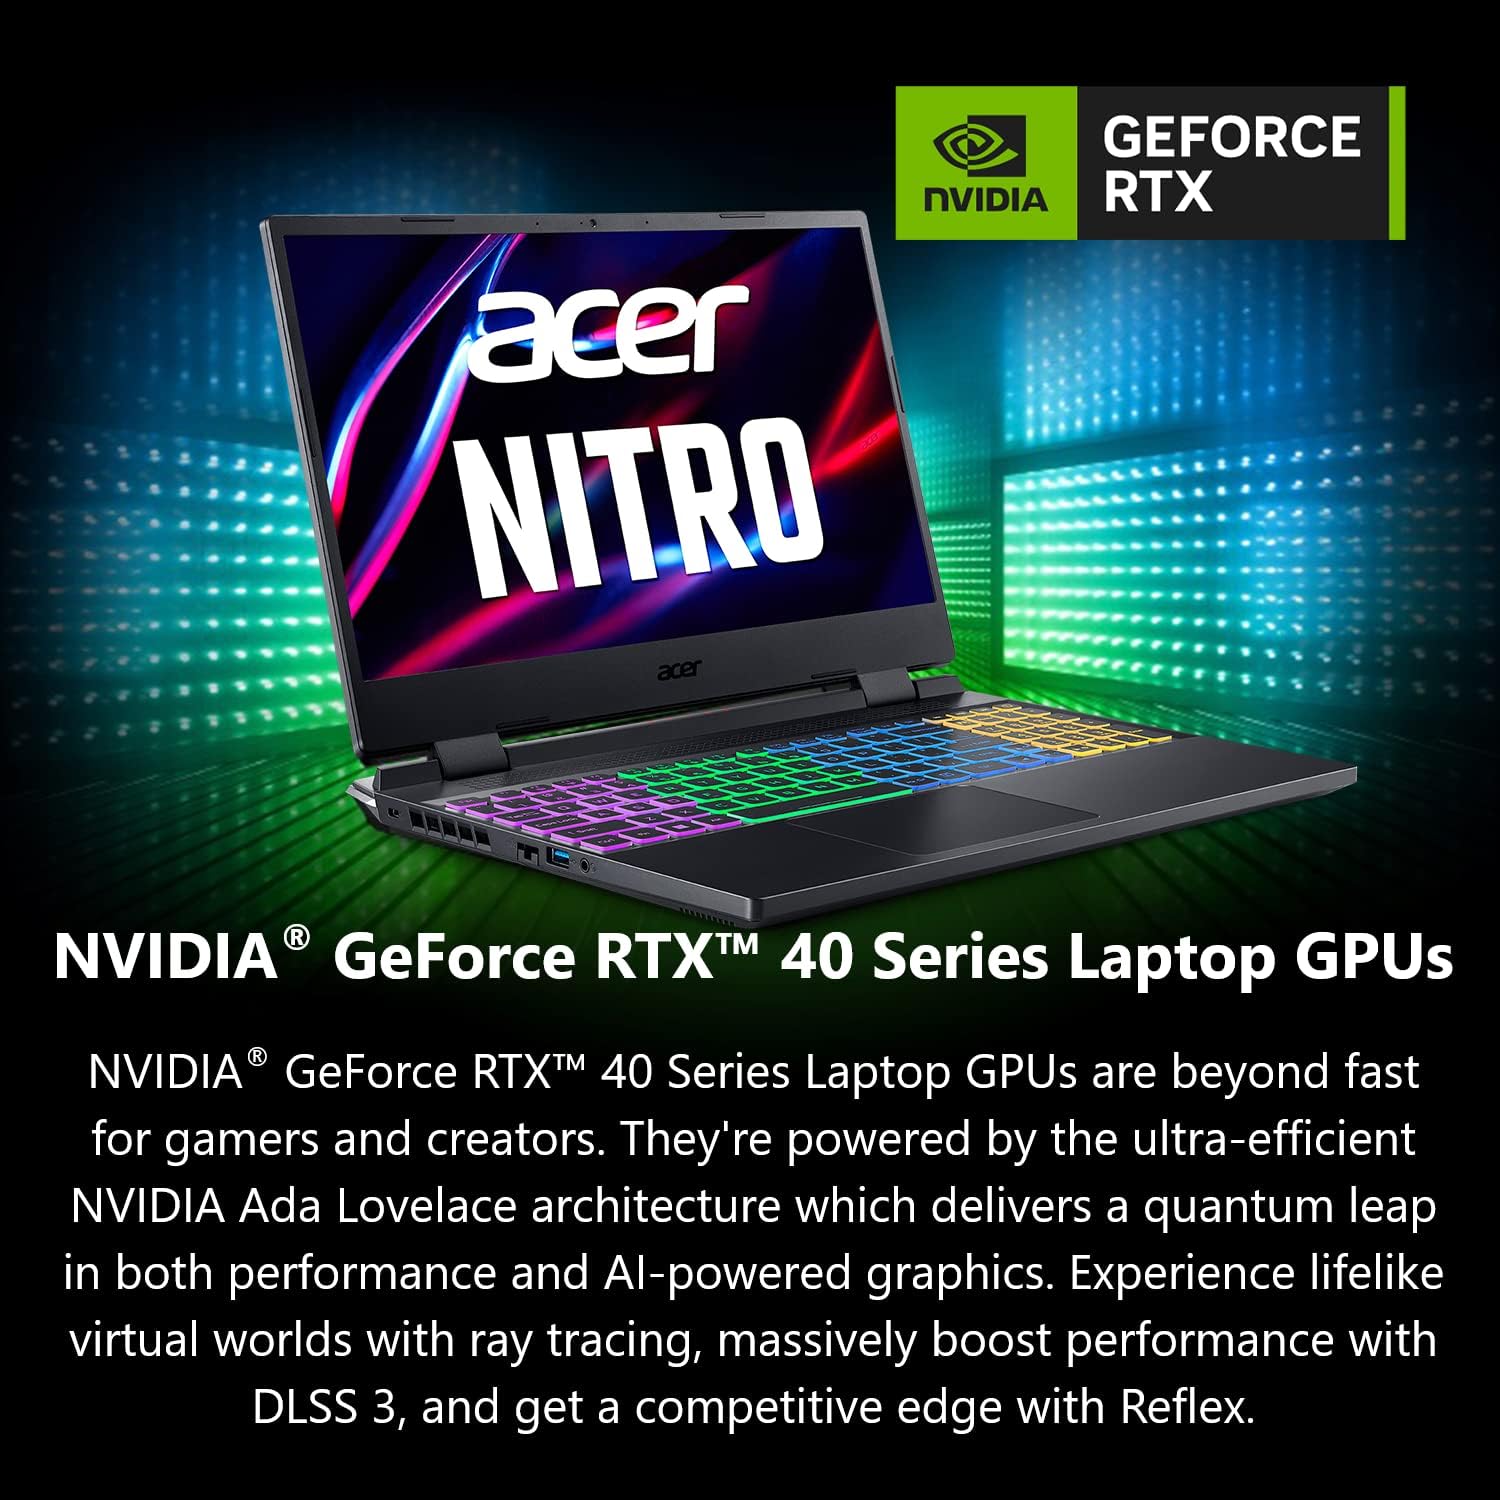 NVIDIA
GEFORCE
RTX
acer
NITRO
acer
acer
NVIDIA® GeForce RTX™ 40 Series Laptop GPUs
NVIDIA® GeForce RTX™ 40 Series Laptop GPUs are beyond fast
for gamers and creators. They're powered by the ultra-efficient
NVIDIA Ada Lovelace architecture which delivers a quantum leap
in both performance and AI-powered graphics. Experience lifelike
virtual worlds with ray tracing, massively boost performance with
DLSS 3, and get a competitive edge with Reflex.